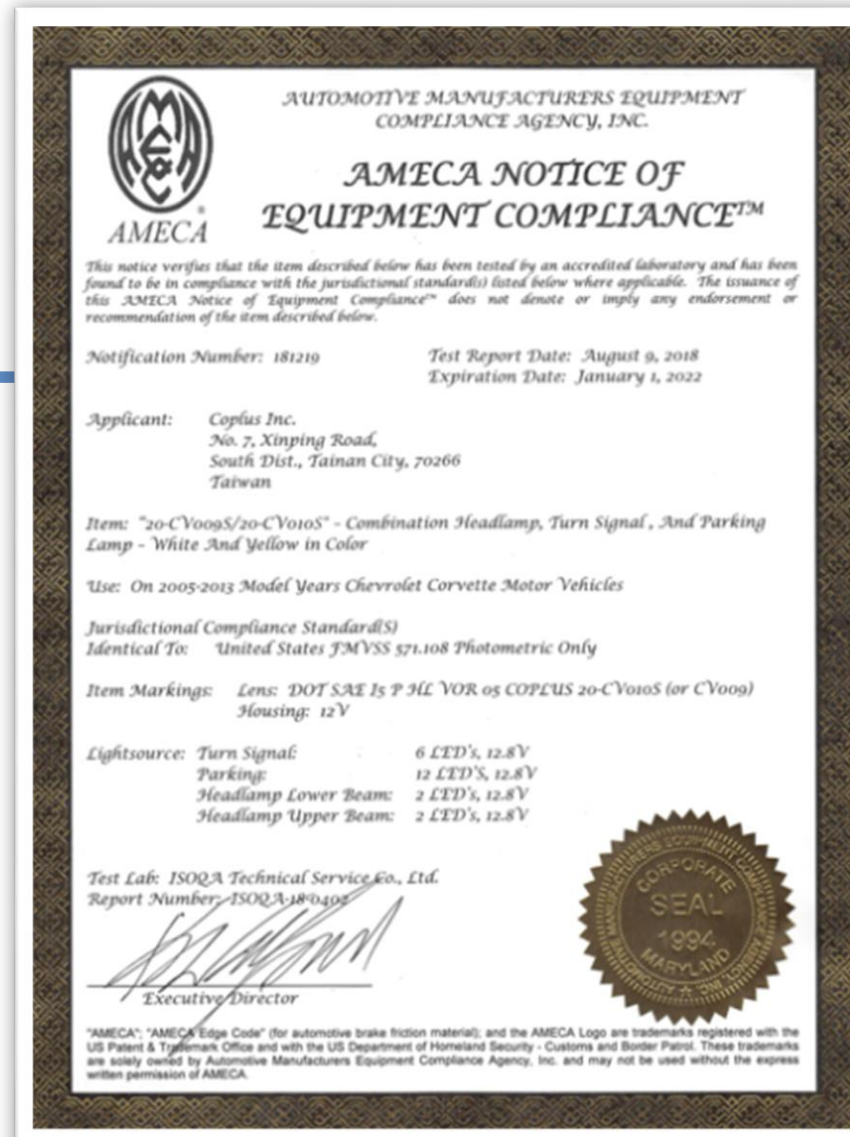 AUTOMOTIVE MANUFACTURERS EQUIPMENT
COMPLIANCE AGENCY, INC.
AMECA NOTICE OF
EQUIPMENT COMPLIANCE™
AMECA®
This notice verifies that the item described below has been tested by an accredited laboratory and has been
found to be in compliance with the jurisdictional standard(s) listed below where applicable. The issuance of
this AMECA Notice of Equipment Compliance™ does not denote or imply any endorsement or
recommendation of the item described below.
Notification Number: 181219
Test Report Date: August 9, 2018
Expiration Date: January 1, 2022
Applicant: Coplus Inc.
No. 7, Xinping Road,
South Dist., Tainan City, 70266
Taiwan
Item: "20-CV009S/20-CV010S" - Combination Headlamp, Turn Signal , And Parking
Lamp - White And Yellow in Color
Use: On 2005-2013 Model Years Chevrolet Corvette Motor Vehicles
Jurisdictional Compliance Standard(S)
Identical To: United States FMVSS 571.108 Photometric Only
Item Markings: Lens: DOT SAE I5 P HL VOR 05 COPLUS 20-CV010S (or CV009)
Housing: 12V
Lightsource: Turn Signal: 6 LED's, 12.8V
Parking: 12 LED'S, 12.8V
Headlamp Lower Beam: 2 LED's, 12.8V
Headlamp Upper Beam: 2 LED's, 12.8V
Test Lab: ISOQA Technical Service Co., Ltd.
Report Number: ISOQA-18-0402
Executive Director
AUTOMOTIVE MANUFACTURERS EQUIPMENT COMPLIANCE AGENCY, INC.
CORPORATE
SEAL
1994
MARYLAND
"AMECA"; "AMECA Edge Code" (for automotive brake friction material); and the AMECA Logo are trademarks registered with the
US Patent & Trademark Office and with the US Department of Homeland Security - Customs and Border Patrol. These trademarks
are solely owned by Automotive Manufacturers Equipment Compliance Agency, Inc. and may not be used without the express
written permission of AMECA.